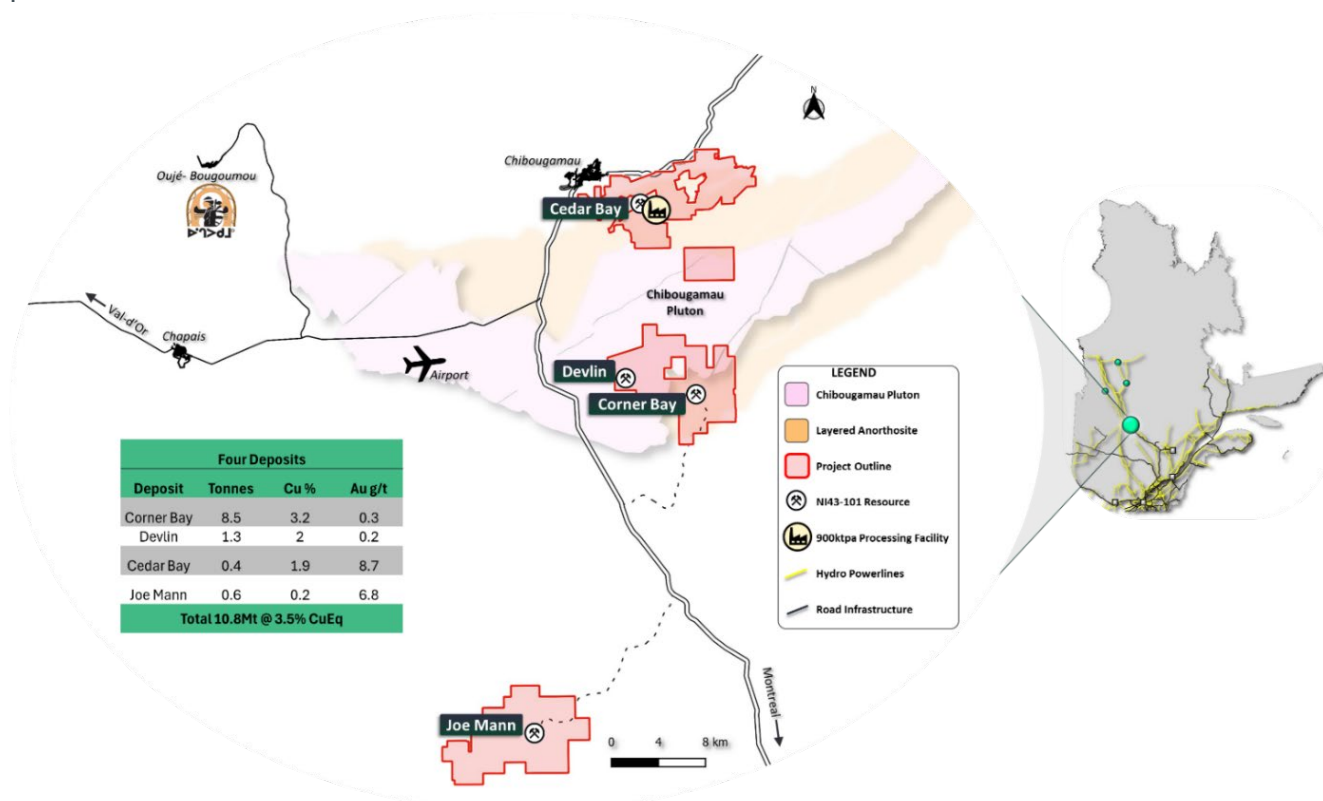 N
Oujé- Bougoumou
Chibougamau
Cedar Bay
Chibougamau
Pluton
Val-d'Or
Chapais
Airport
Devlin
Corner Bay
Four Deposits
Deposit Tonnes Cu % Au g/t
Corner Bay 8.5 3.2 0.3
Devlin 1.3 2 0.2
Cedar Bay 0.4 1.9 8.7
Joe Mann 0.6 0.2 6.8
Total 10.8Mt @ 3.5% CuEq
LEGEND
Chibougamau Pluton
Layered Anorthosite
Project Outline
NI43-101 Resource
900ktpa Processing Facility
Hydro Powerlines
Road Infrastructure
Montreal
Joe Mann
0 4 8 km